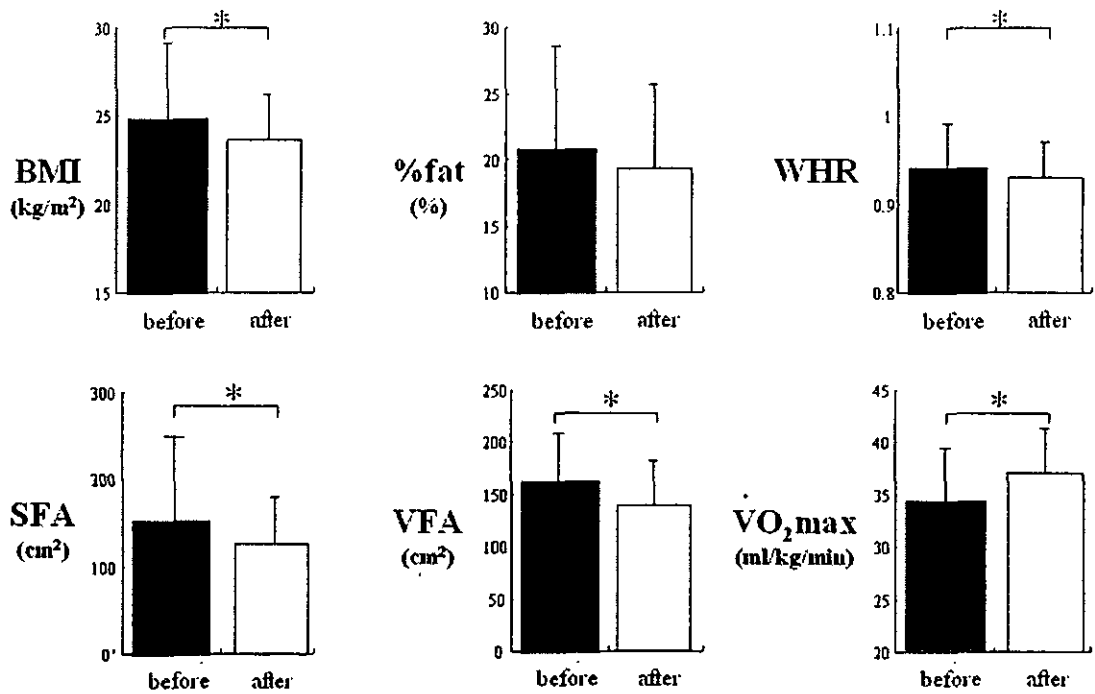 *
30
25
20
15
BMI
(kg/m²)
before after
30
25
20
15
10
%fat
(%)
before after
*
1.1
1
0.9
0.8
WHR
before after
*
300
200
100
0
SFA
(cm²)
before after
*
250
200
150
100
50
0
VFA
(cm²)
before after
*
45
40
35
30
25
20
V̇O₂max
(ml/kg/min)
before after